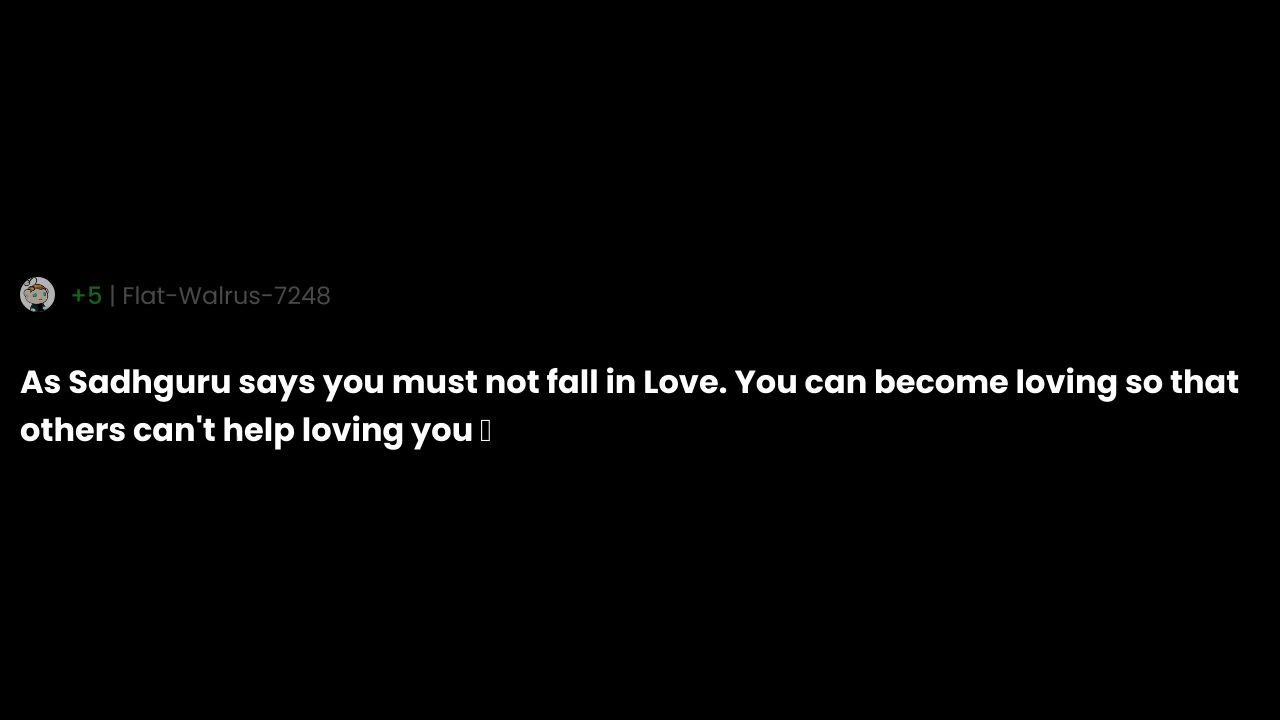 +5 | Flat-Walrus-7248
As Sadhguru says you must not fall in Love. You can become loving so that
others can't help loving you